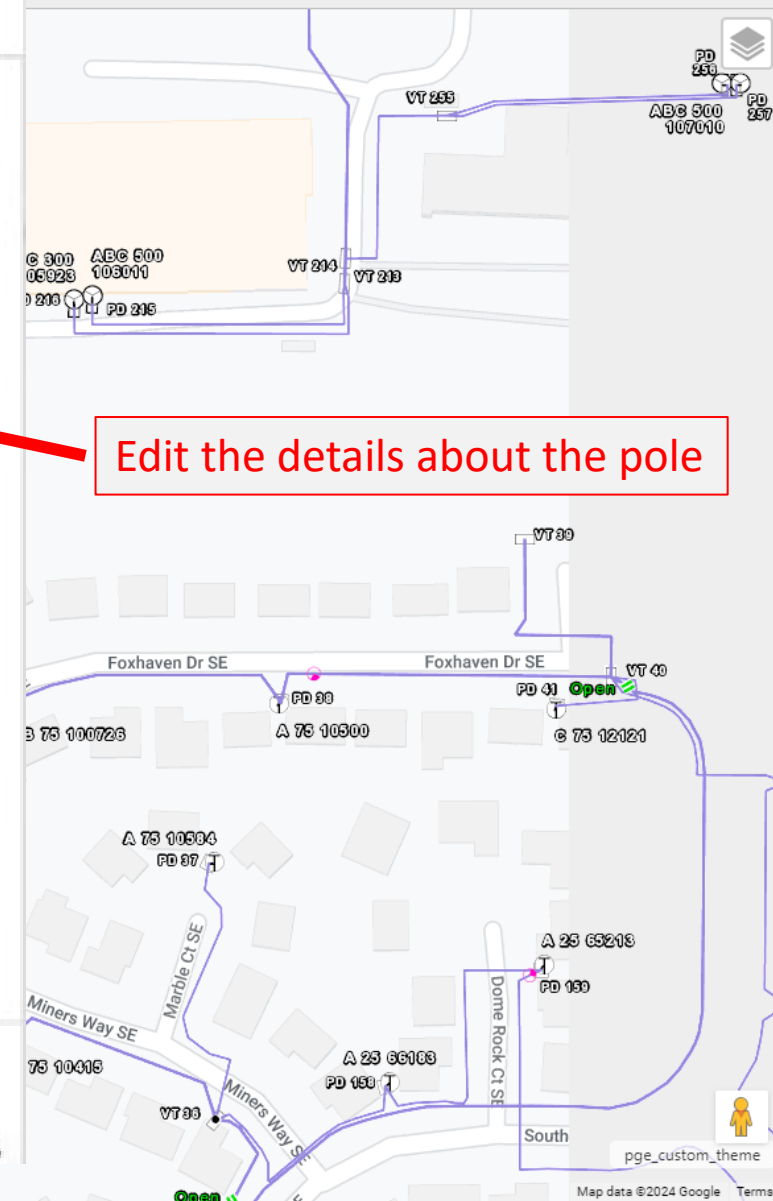 PD
258
VT 255
ABC 500
107010
PD
257
C 300
05923
ABC 500
106011
VT 214
VT 213
216
PD 215
Edit the details about the pole
VT 39
Foxhaven Dr SE
Foxhaven Dr SE
VT 40
PD 38
PD 41
Open
75 100726
A 75 10500
C 75 12121
A 75 10584
PD 37
Marble Ct SE
A 25 65213
PD 159
Dome Rock Ct SE
Miners Way SE
75 10415
A 25 66183
PD 158
VT 36
Miners Way SE
South
pge_custom_theme
Open
Map data ©2024 Google
Terms